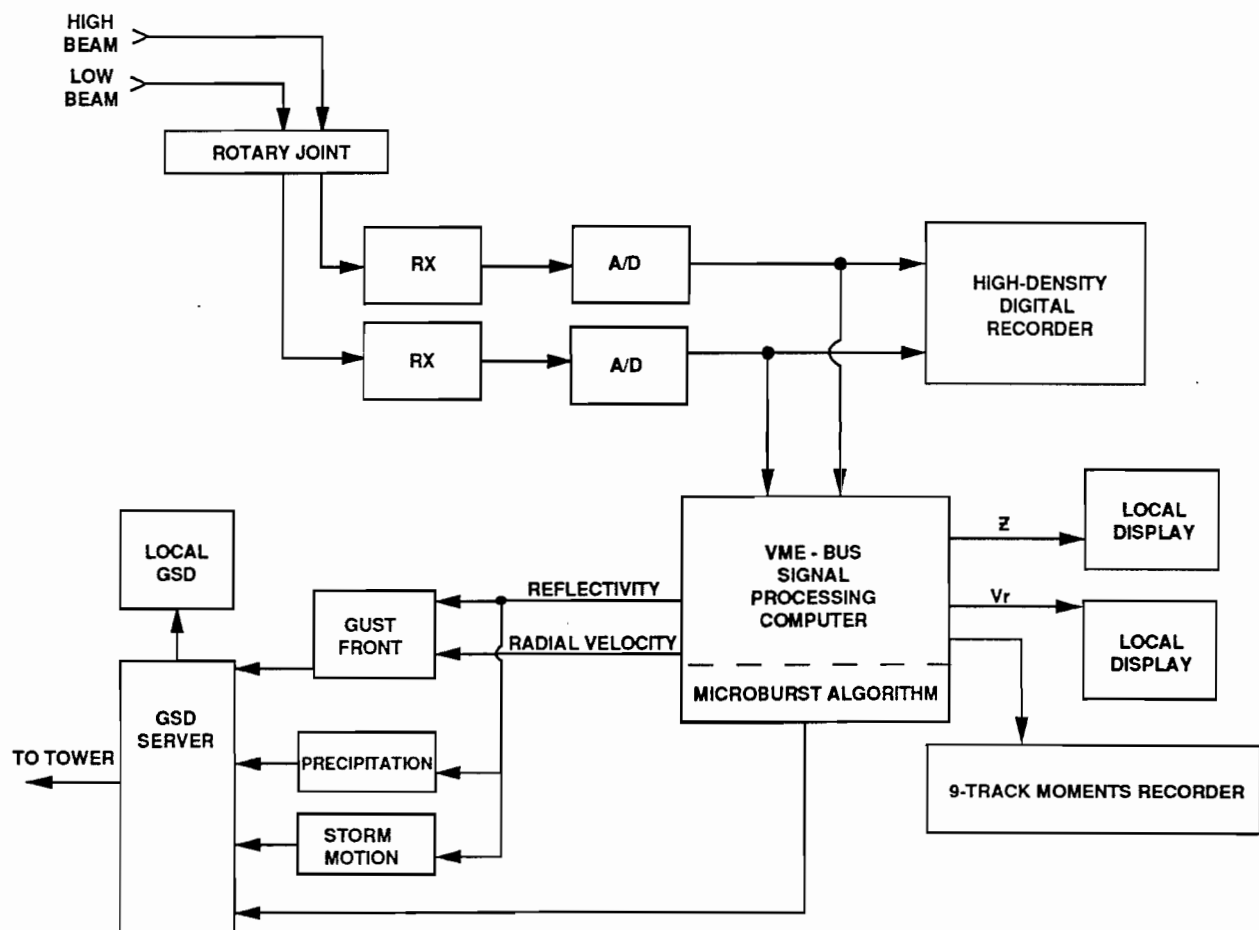 HIGH
BEAM
LOW
BEAM
ROTARY JOINT
RX
A/D
HIGH-DENSITY
DIGITAL
RECORDER
RX
A/D
LOCAL
GSD
VME - BUS
SIGNAL
PROCESSING
COMPUTER
Z
LOCAL
DISPLAY
REFLECTIVITY
GUST
FRONT
RADIAL VELOCITY
Vr
LOCAL
DISPLAY
MICROBURST ALGORITHM
GSD
SERVER
TO TOWER
PRECIPITATION
9-TRACK MOMENTS RECORDER
STORM
MOTION